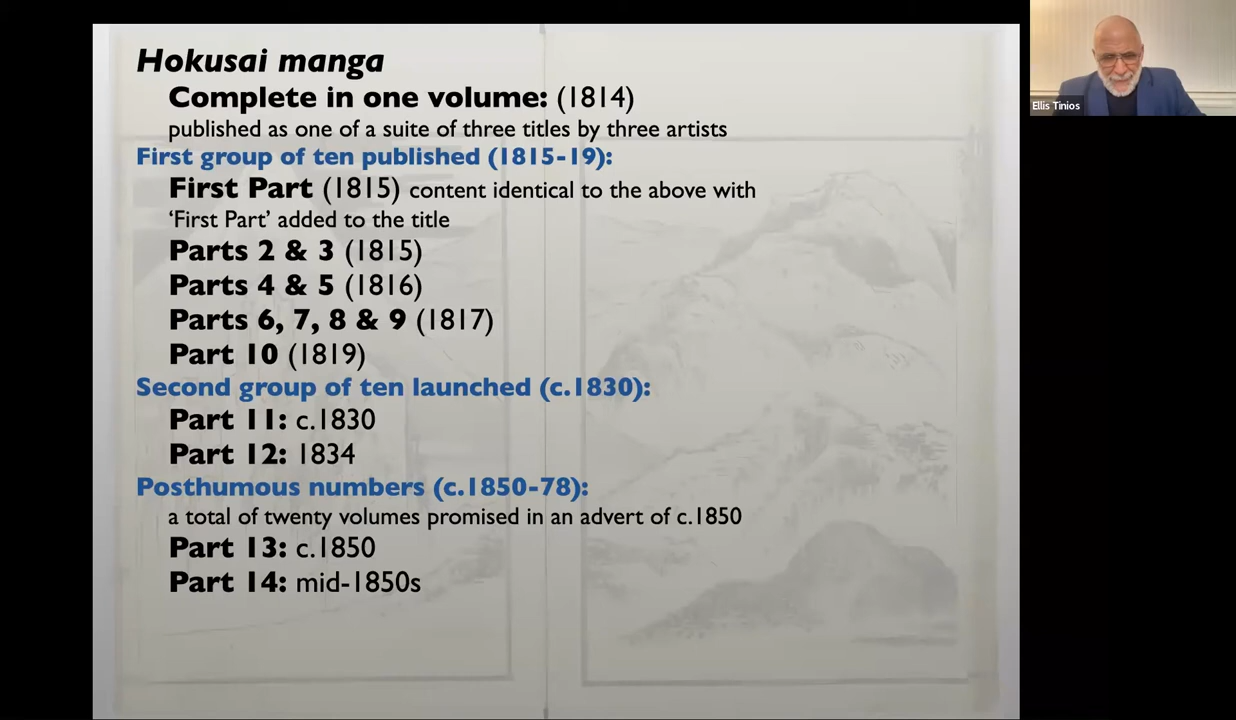 Hokusai manga
Complete in one volume: (1814)
published as one of a suite of three titles by three artists
First group of ten published (1815-19):
First Part (1815) content identical to the above with
‘First Part’ added to the title
Parts 2 & 3 (1815)
Parts 4 & 5 (1816)
Parts 6, 7, 8 & 9 (1817)
Part 10 (1819)
Second group of ten launched (c.1830):
Part 11: c.1830
Part 12: 1834
Posthumous numbers (c.1850-78):
a total of twenty volumes promised in an advert of c.1850
Part 13: c.1850
Part 14: mid-1850s
Ellis Tinios